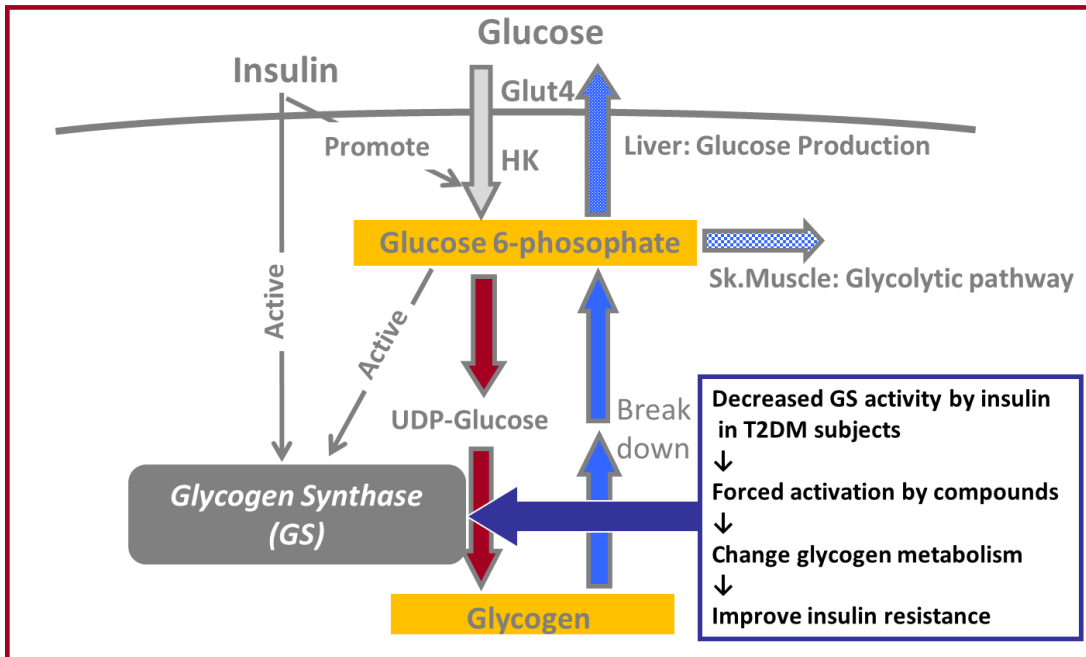 Glucose
Insulin
Glut4
Promote
HK
Liver: Glucose Production
Glucose 6-phosophate
Sk.Muscle: Glycolytic pathway
Active
Active
UDP-Glucose
Break
down
Glycogen Synthase
(GS)
Glycogen
Decreased GS activity by insulin
in T2DM subjects
↓
Forced activation by compounds
↓
Change glycogen metabolism
↓
Improve insulin resistance